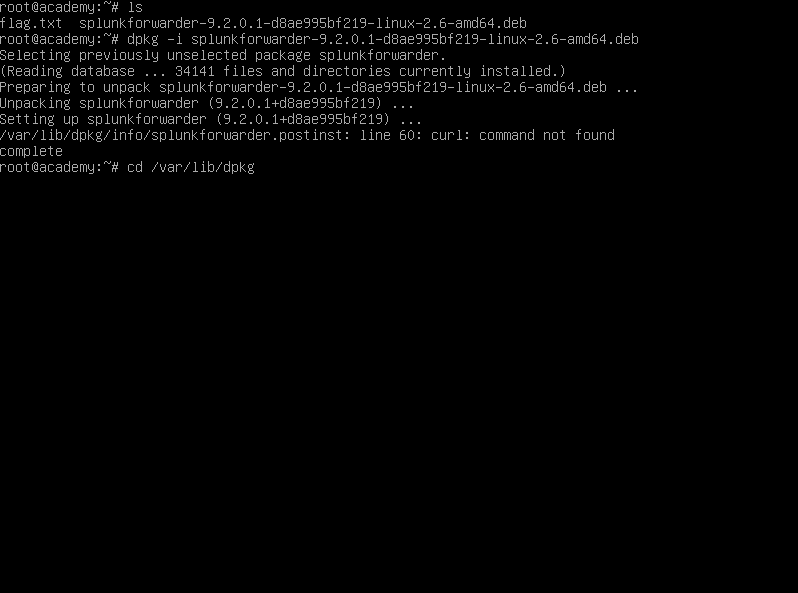 root@academy:~# ls
flag.txt  splunkforwarder-9.2.0.1-d8ae995bf219-linux-2.6-amd64.deb
root@academy:~# dpkg -i splunkforwarder-9.2.0.1-d8ae995bf219-linux-2.6-amd64.deb
Selecting previously unselected package splunkforwarder.
(Reading database ... 34141 files and directories currently installed.)
Preparing to unpack splunkforwarder-9.2.0.1-d8ae995bf219-linux-2.6-amd64.deb ...
Unpacking splunkforwarder (9.2.0.1+d8ae995bf219) ...
Setting up splunkforwarder (9.2.0.1+d8ae995bf219) ...
/var/lib/dpkg/info/splunkforwarder.postinst: line 60: curl: command not found
complete
root@academy:~# cd /var/lib/dpkg